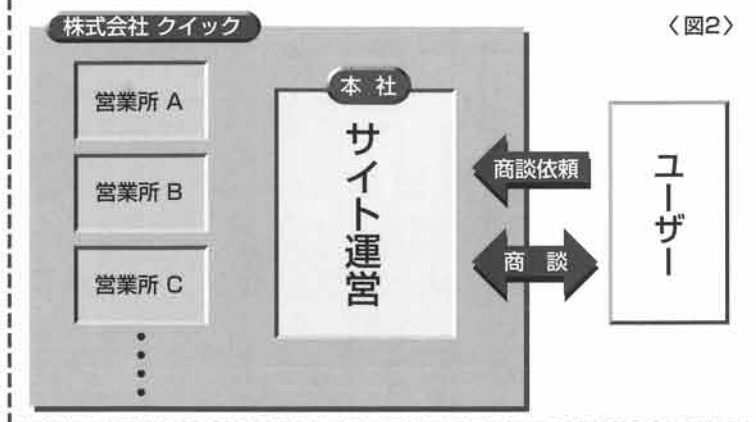 株式会社 クイック
〈図2〉
営業所 A
営業所 B
営業所 C
本 社
サイト運営
商談依頼
商 談
ユーザー